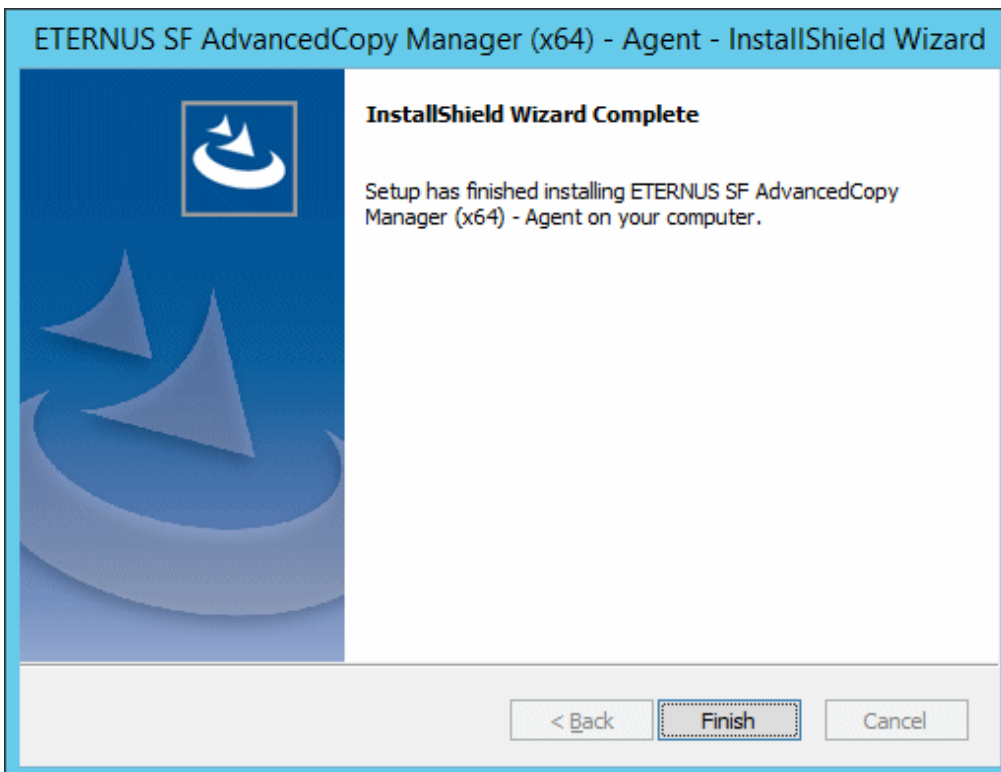 ETERNUS SF AdvancedCopy Manager (x64) - Agent - InstallShield Wizard
InstallShield Wizard Complete
Setup has finished installing ETERNUS SF AdvancedCopy
Manager (x64) - Agent on your computer.
< Back Finish Cancel